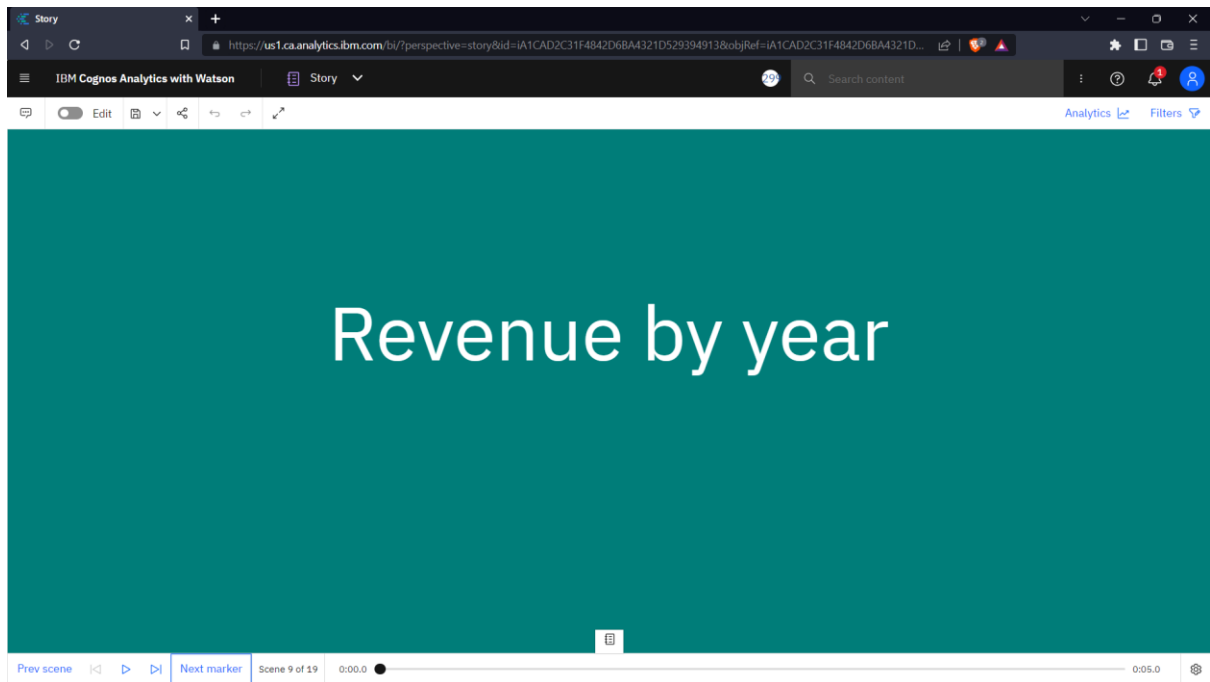 Story
https://us1.ca.analytics.ibm.com/bi/?perspective=story&id=iA1CAD2C31F4842D6BA4321D529394913&objRef=iA1CAD2C31F4842D6BA4321D...
IBM Cognos Analytics with Watson
Story
299
Search content
1
Edit
Analytics
Filters
Revenue by year
Prev scene
Next marker
Scene 9 of 19
0:00.0
0:05.0